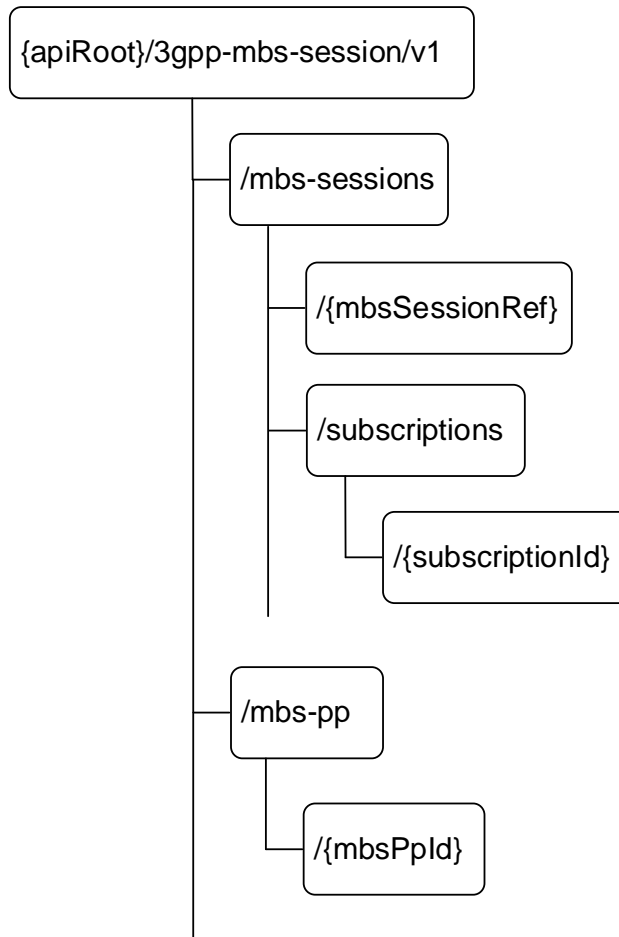 {apiRoot}/3gpp-mbs-session/v1
/mbs-sessions
/{mbsSessionRef}
/subscriptions
/{subscriptionId}
/mbs-pp
/{mbsPpId}